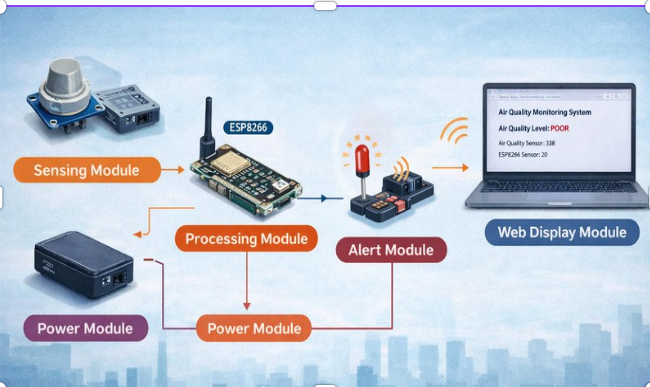 ESP8266
Sensing Module
Processing Module
Alert Module
Air Quality Monitoring System
Air Quality Level: POOR
Air Quality Sensor: 328
ESP8266 Sensor: 20
Web Display Module
Power Module
Power Module